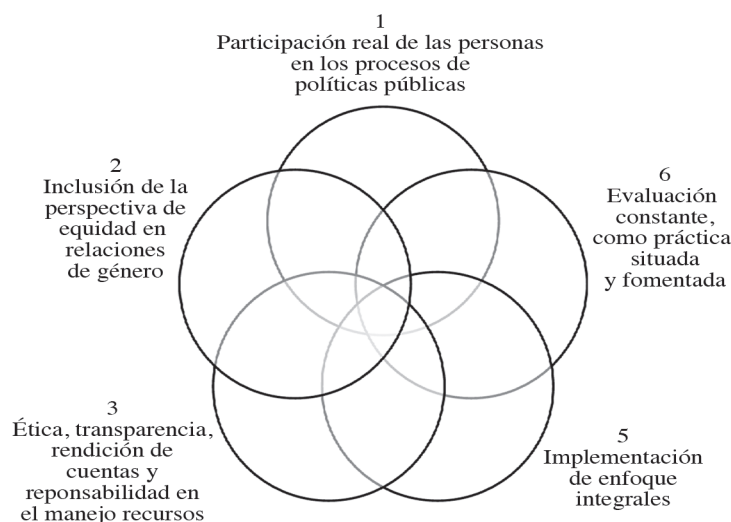 1
Participación real de las personas
en los procesos de
políticas públicas
2
Inclusión de la
perspectiva de
equidad en
relaciones
de género
6
Evaluación
constante,
como práctica
situada
y fomentada
3
Ética, transparencia,
rendición de
cuentas y
reponsabilidad en
el manejo recursos
5
Implementación
de enfoque
integrales